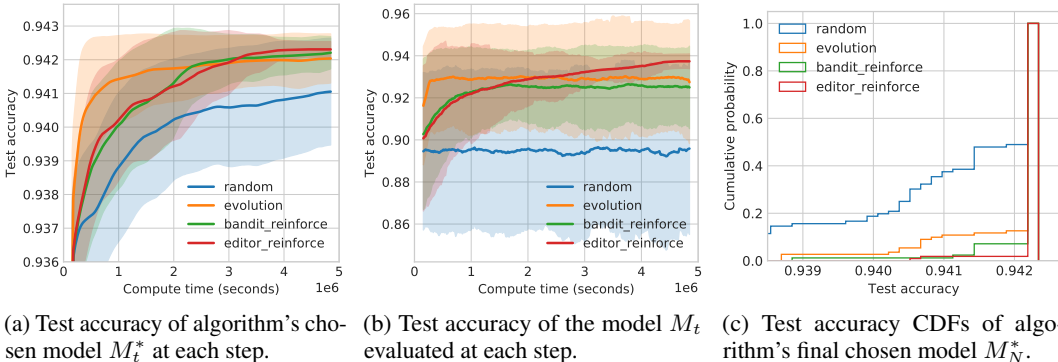 0.943
0.942
0.941
0.940
0.939
0.938
0.937
0.936
Test accuracy
0 1 2 3 4 5
1e6
Compute time (seconds)
random
evolution
bandit_reinforce
editor_reinforce
(a) Test accuracy of algorithm's cho-
sen model M*t at each step.
0.96
0.94
0.92
0.90
0.88
0.86
Test accuracy
0 1 2 3 4 5
1e6
Compute time (seconds)
random
evolution
bandit_reinforce
editor_reinforce
(b) Test accuracy of the model Mt
evaluated at each step.
1.0
0.8
0.6
0.4
0.2
0.0
Cumulative probability
0.939 0.940 0.941 0.942
Test accuracy
random
evolution
bandit_reinforce
editor_reinforce
(c) Test accuracy CDFs of algo-
rithm's final chosen model M*N.